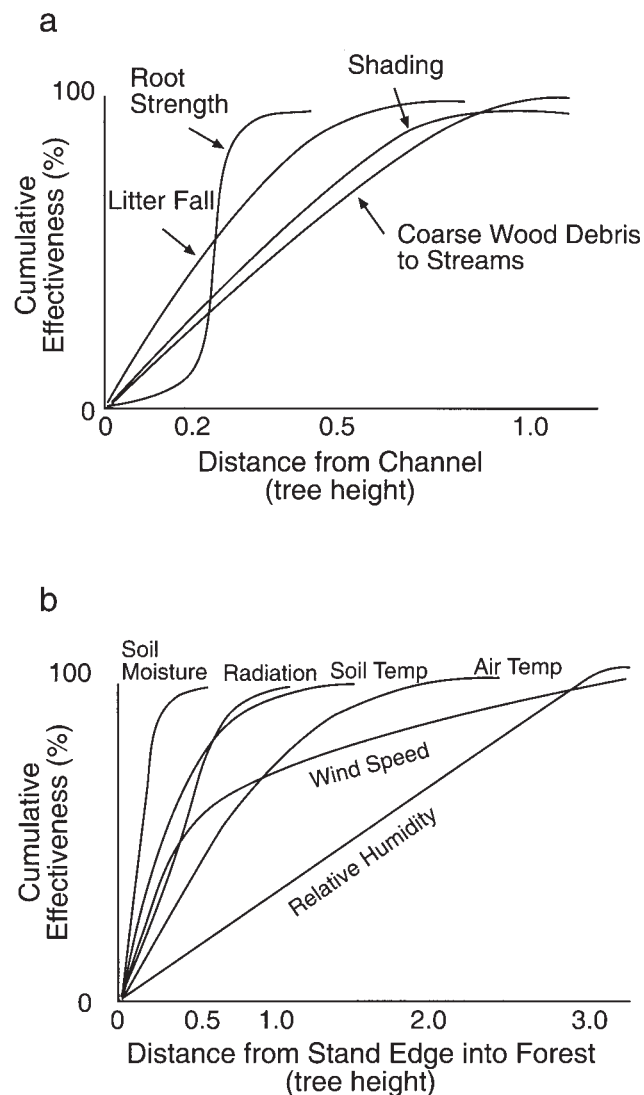 a
Root
Strength
Shading
100
Litter Fall
Coarse Wood Debris
to Streams
Cumulative
Effectiveness (%)
0
0 0.2 0.5 1.0
Distance from Channel
(tree height)
b
Soil
Moisture
Radiation
Soil Temp
Air Temp
100
Wind Speed
Relative Humidity
Cumulative
Effectiveness (%)
0
0 0.5 1.0 2.0 3.0
Distance from Stand Edge into Forest
(tree height)